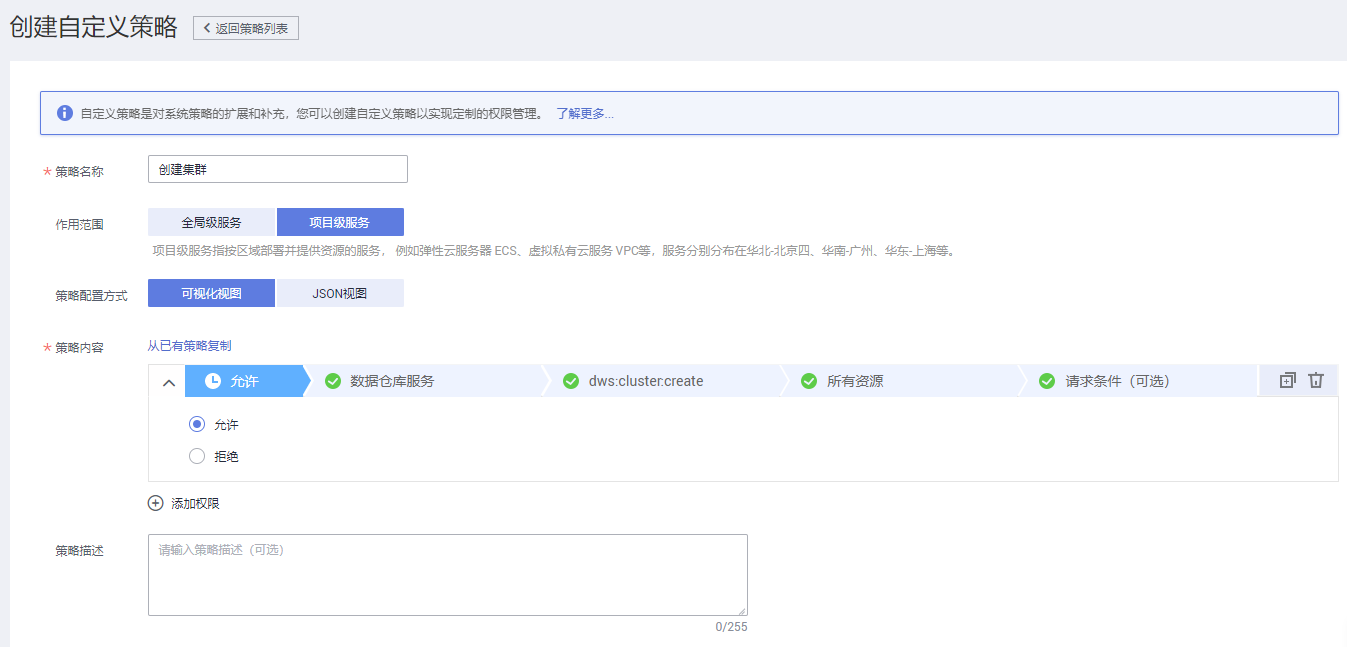 创建自定义策略 返回策略列表
自定义策略是对系统策略的扩展和补充，您可以创建自定义策略以实现定制的权限管理。 了解更多...
* 策略名称 创建集群
作用范围 全局级服务 项目级服务
项目级服务指按区域部署并提供资源的服务， 例如弹性云服务器 ECS、虚拟私有云服务 VPC等，服务分别分布在华北-北京四、华南-广州、华东-上海等。
策略配置方式 可视化视图 JSON视图
* 策略内容 从已有策略复制
允许 数据仓库服务 dws:cluster:create 所有资源 请求条件（可选）
允许
拒绝
添加权限
策略描述 请输入策略描述（可选）
0/255